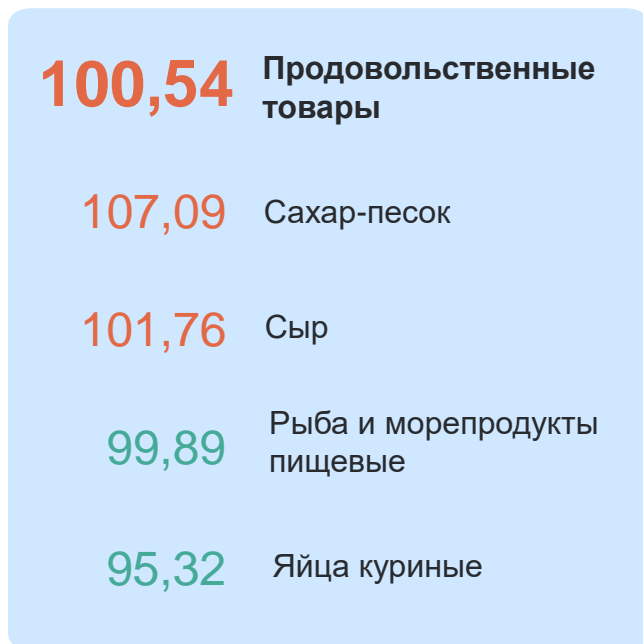 100,54 Продовольственные
товары
107,09 Сахар-песок
101,76 Сыр
99,89 Рыба и морепродукты
пищевые
95,32 Яйца куриные